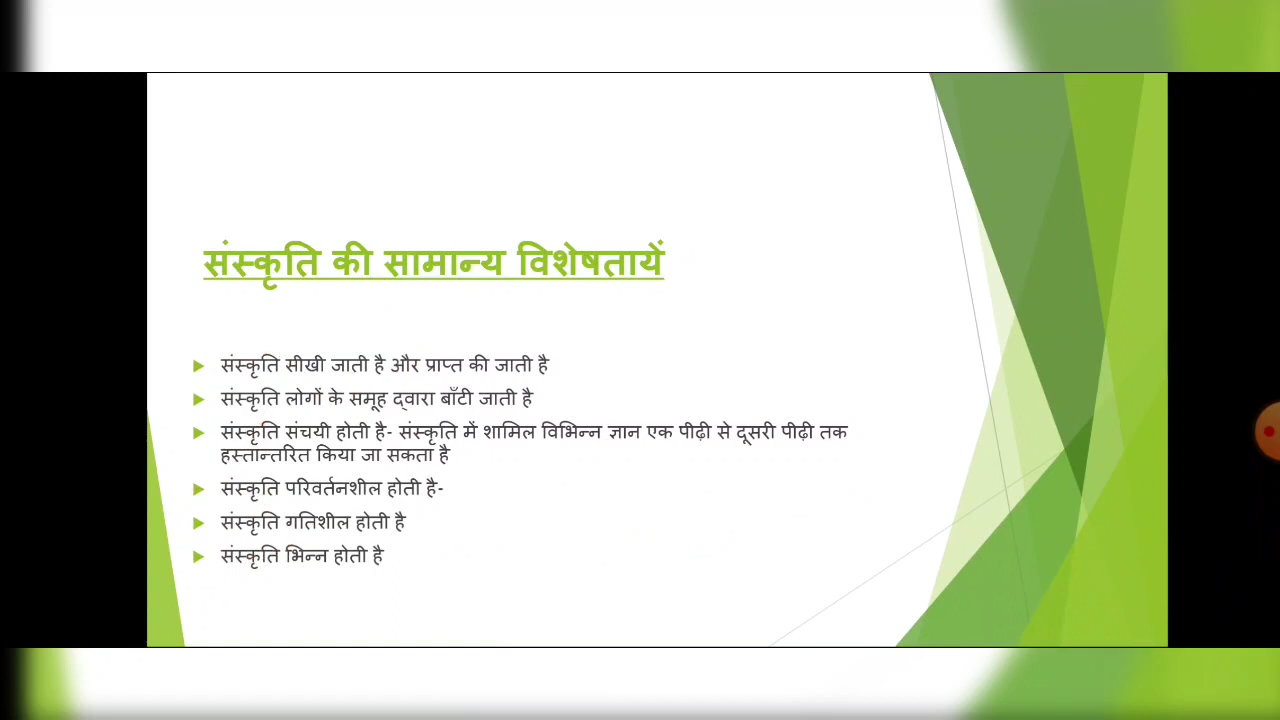 संस्कृति की सामान्य विशेषतायें
संस्कृति सीखी जाती है और प्राप्त की जाती है
संस्कृति लोगों के समूह द्वारा बाँटी जाती है
संस्कृति संचयी होती है- संस्कृति में शामिल विभिन्न ज्ञान एक पीढ़ी से दूसरी पीढ़ी तक
हस्तान्तरित किया जा सकता है
संस्कृति परिवर्तनशील होती है-
संस्कृति गतिशील होती है
संस्कृति भिन्न होती है